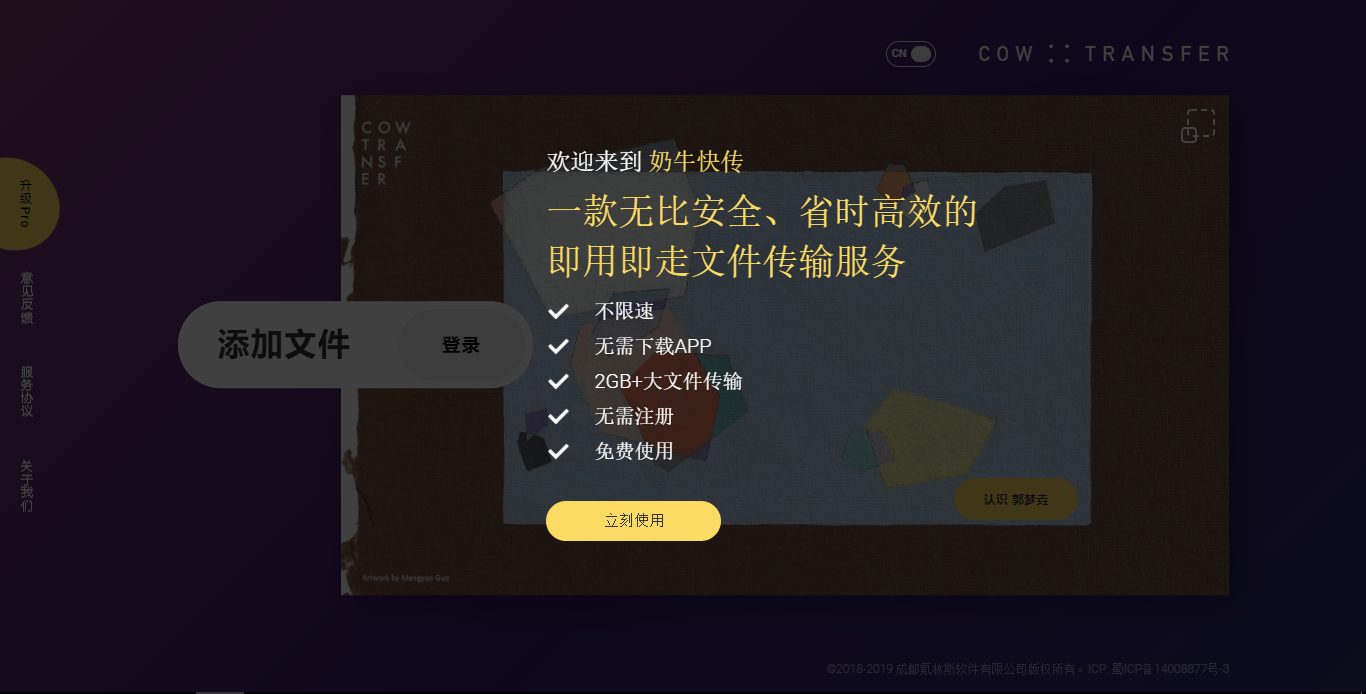 CN
COW TRANSFER
COW
TRA
NSF
ER
欢迎来到 奶牛快传
一款无比安全、省时高效的
即用即走文件传输服务
不限速
无需下载APP
2GB+大文件传输
无需注册
免费使用
立刻使用
添加文件
登录
升级 Pro
意见反馈
服务协议
关于我们
认识 郭梦垚
Artwork by Mengyao Guo
©2018-2019 成都氪林斯软件有限公司版权所有。ICP: 蜀ICP备14008877号-3